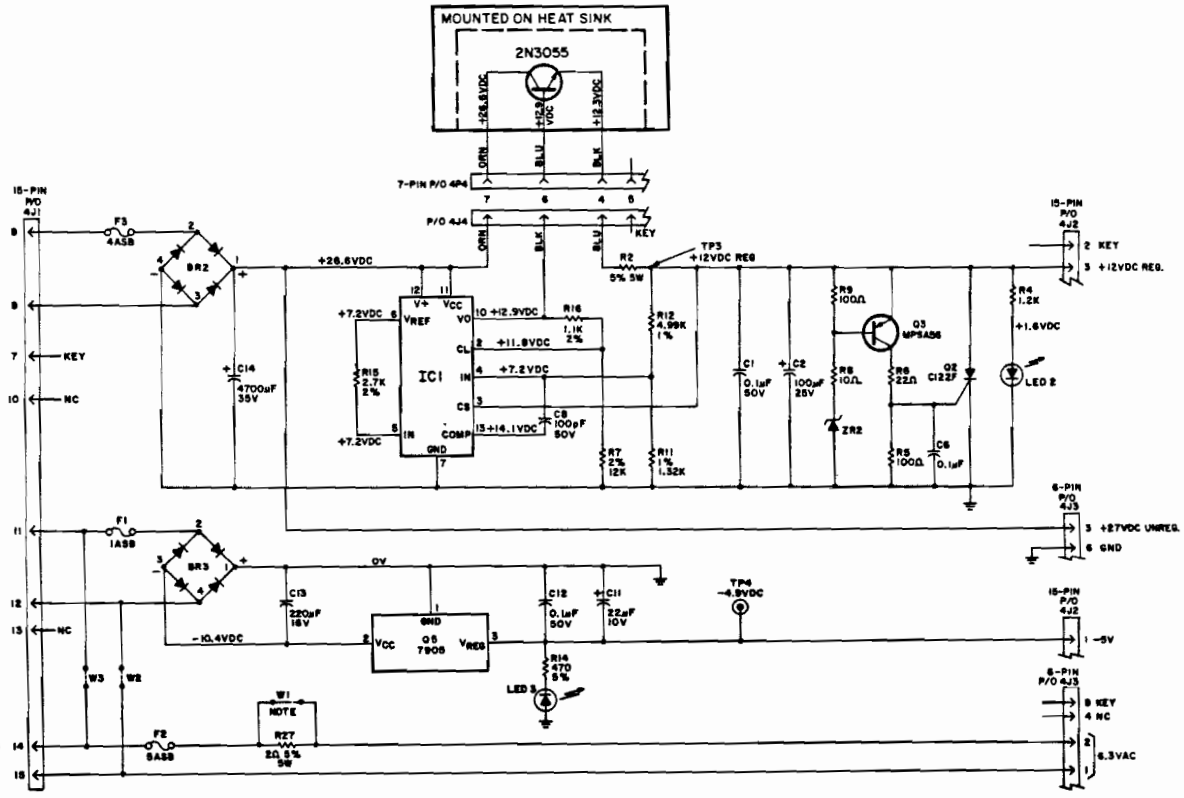 MOUNTED ON HEAT SINK
2N3055
+26.6VDC
+12.9
VDC
+12.3VDC
ORN
BLU
BLK
7-PIN P/O 4P4
7
6
4
5
P/O 4J4
ORN
BLK
BLU
KEY
15-PIN
P/O
4J1
F3
4ASB
2
4
BR2
1
-
+
3
9
7
KEY
10
NC
+26.6VDC
C14
4700µF
35V
12
11
V+
VCC
+7.2VDC
6
VREF
VO
10
+12.9VDC
R16
1.1K
2%
CL
2
+11.8VDC
R15
2.7K
2%
IC1
IN
4
+7.2VDC
CS
3
+7.2VDC
5
IN
COMP
13
+14.1VDC
GND
7
C8
100pF
50V
R2
5% 5W
TP3
+12VDC REG
R12
4.99K
1%
R7
2%
12K
R11
1%
1.32K
C1
0.1µF
50V
C2
100µF
25V
R9
100Ω
Q3
MPSA56
R8
10Ω
ZR2
R6
22Ω
R5
100Ω
C6
0.1µF
Q2
C122F
R4
1.2K
+1.6VDC
LED 2
15-PIN
P/O
4J2
2 KEY
3 +12VDC REG.
6-PIN
P/O
4J3
3 +27VDC UNREG.
6 GND
11
F1
1ASB
2
3
BR3
1
-
+
4
12
13
NC
0V
C13
220µF
16V
-10.4VDC
1
GND
2
VCC
Q5
7905
VREG
3
C12
0.1µF
50V
C11
22µF
10V
TP4
-4.9VDC
R14
470
5%
LED 3
15-PIN
P/O
4J2
1 -5V
W3
W2
W1
NOTE
14
F2
5ASB
R27
2Ω 5%
5W
15
6-PIN
P/O 4J3
4 NC
2
1
6.3VAC